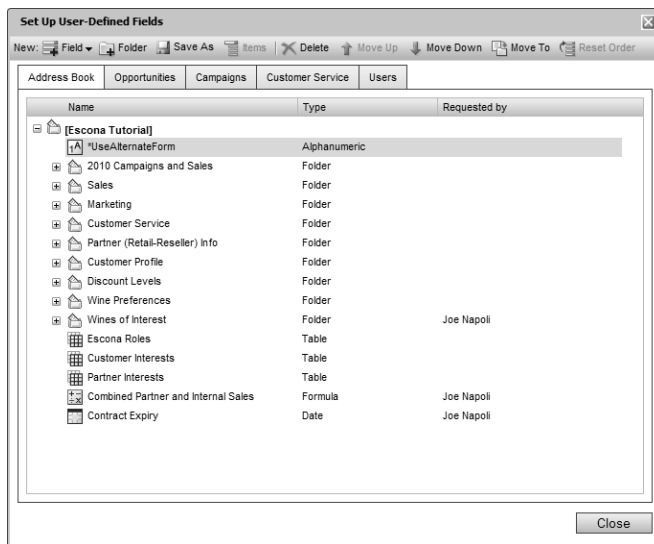 Set Up User-Defined Fields
New: Field Folder Save As Items Delete Move Up Move Down Move To Reset Order
Address Book Opportunities Campaigns Customer Service Users
Name Type Requested by
[Escona Tutorial]
*UseAlternateForm Alphanumeric
2010 Campaigns and Sales Folder
Sales Folder
Marketing Folder
Customer Service Folder
Partner (Retail-Reseller) Info Folder
Customer Profile Folder
Discount Levels Folder
Wine Preferences Folder
Wines of Interest Folder Joe Napoli
Escona Roles Table
Customer Interests Table
Partner Interests Table
Combined Partner and Internal Sales Formula Joe Napoli
Contract Expiry Date Joe Napoli
Close